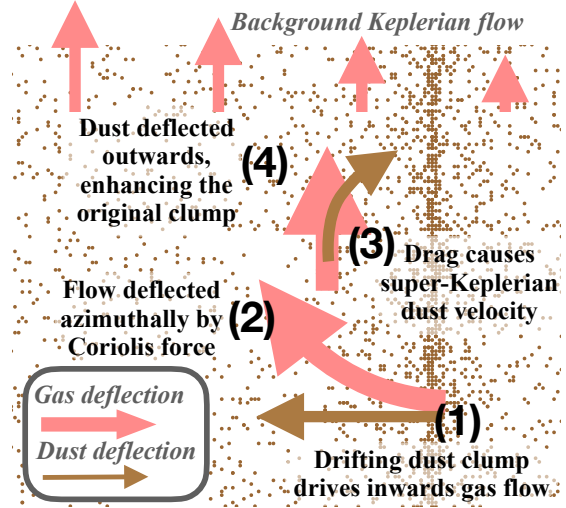 Background Keplerian flow
Dust deflected
outwards,
enhancing the
original clump
(4)
(3)
Drag causes
super-Keplerian
dust velocity
Flow deflected
azimuthally by
Coriolis force
(2)
Gas deflection
Dust deflection
(1)
Drifting dust clump
drives inwards gas flow